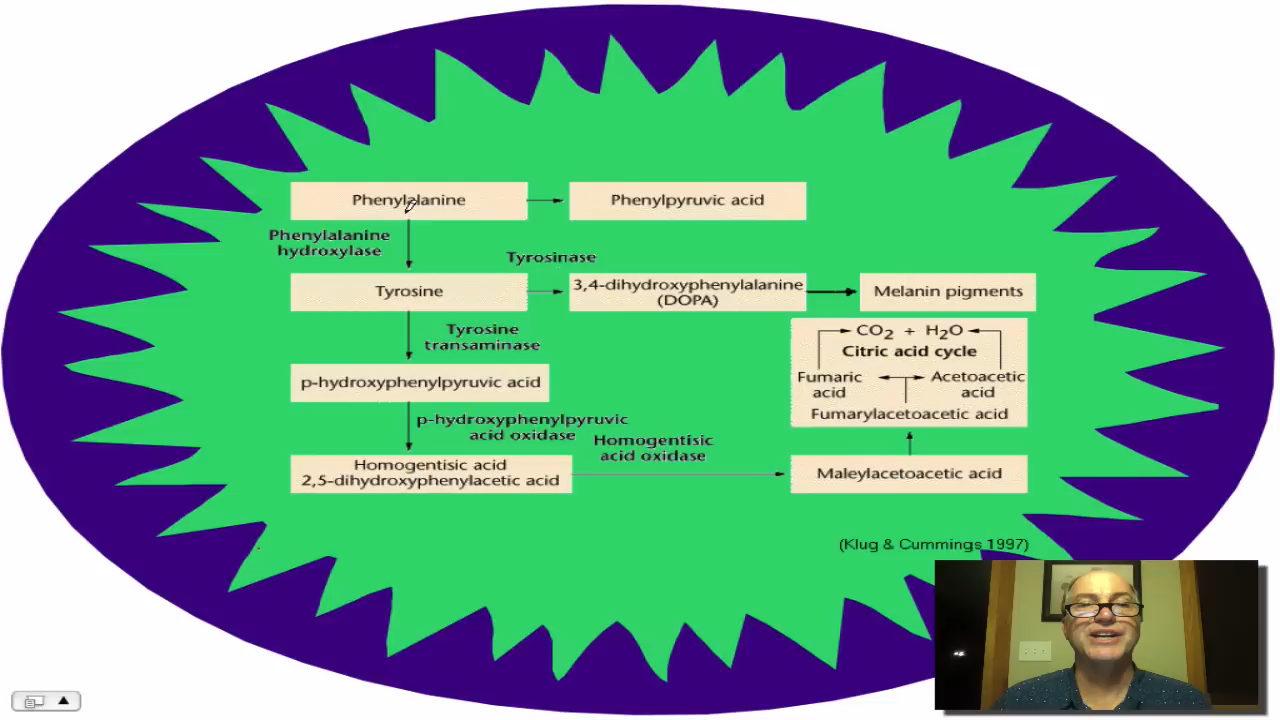 Phenylalanine
Phenylpyruvic acid
Phenylalanine
hydroxylase
Tyrosinase
Tyrosine
3,4-dihydroxyphenylalanine
(DOPA)
Melanin pigments
Tyrosine
transaminase
CO2 + H2O
Citric acid cycle
Fumaric
acid
Acetoacetic
acid
p-hydroxyphenylpyruvic acid
Fumarylacetoacetic acid
p-hydroxyphenylpyruvic
acid oxidase
Homogentisic
acid oxidase
Homogentisic acid
2,5-dihydroxyphenylacetic acid
Maleylacetoacetic acid
(Klug & Cummings 1997)